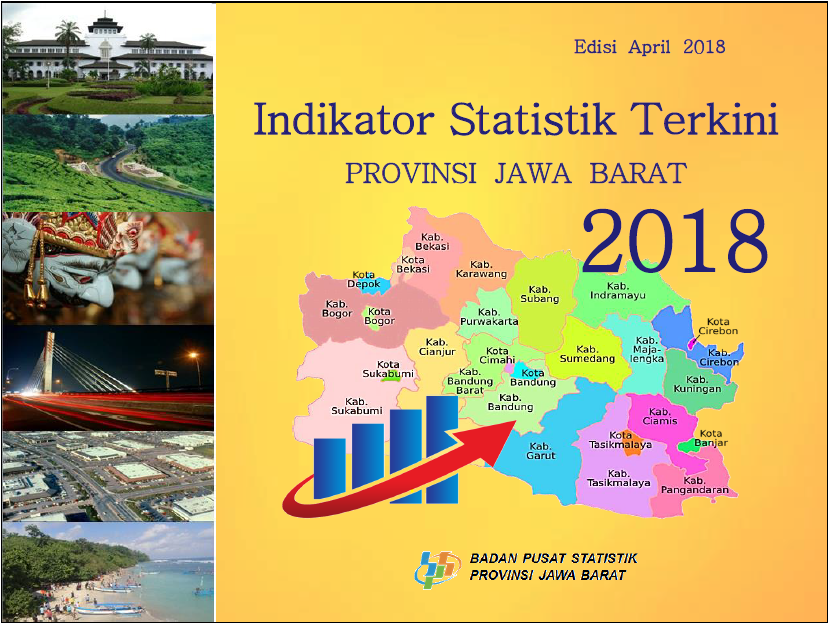 Edisi April 2018
Indikator Statistik Terkini
PROVINSI JAWA BARAT
2018
Kab.
Bekasi
Kota
Bekasi
Kab.
Karawang
Kota
Depok
Kab.
Bogor
Kota
Bogor
Kab.
Subang
Kab.
Indramayu
Kab.
Purwakarta
Kota
Cirebon
Kab.
Cirebon
Kab.
Cianjur
Kota
Cimahi
Kab.
Sumedang
Kab.
Maja-
lengka
Kota
Sukabumi
Kab.
Bandung
Barat
Kota
Bandung
Kab.
Kuningan
Kab.
Sukabumi
Kab.
Bandung
Kab.
Ciamis
Kab.
Garut
Kota
Tasikmalaya
Kota
Banjar
Kab.
Tasikmalaya
Kab.
Pangandaran
BADAN PUSAT STATISTIK
PROVINSI JAWA BARAT